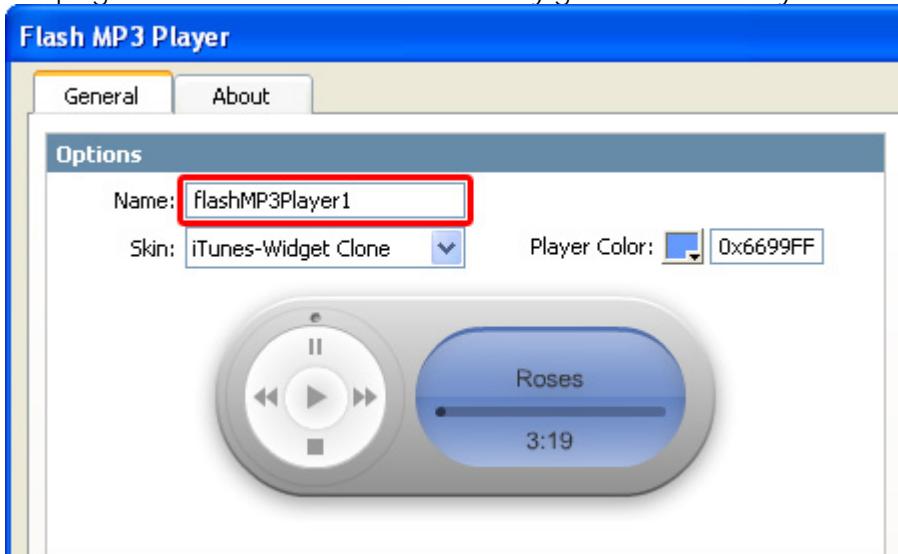 Flash MP3 Player
General About
Options
Name: flashMP3Player1
Skin: iTunes-Widget Clone Player Color: 0x6699FF
Roses
3:19